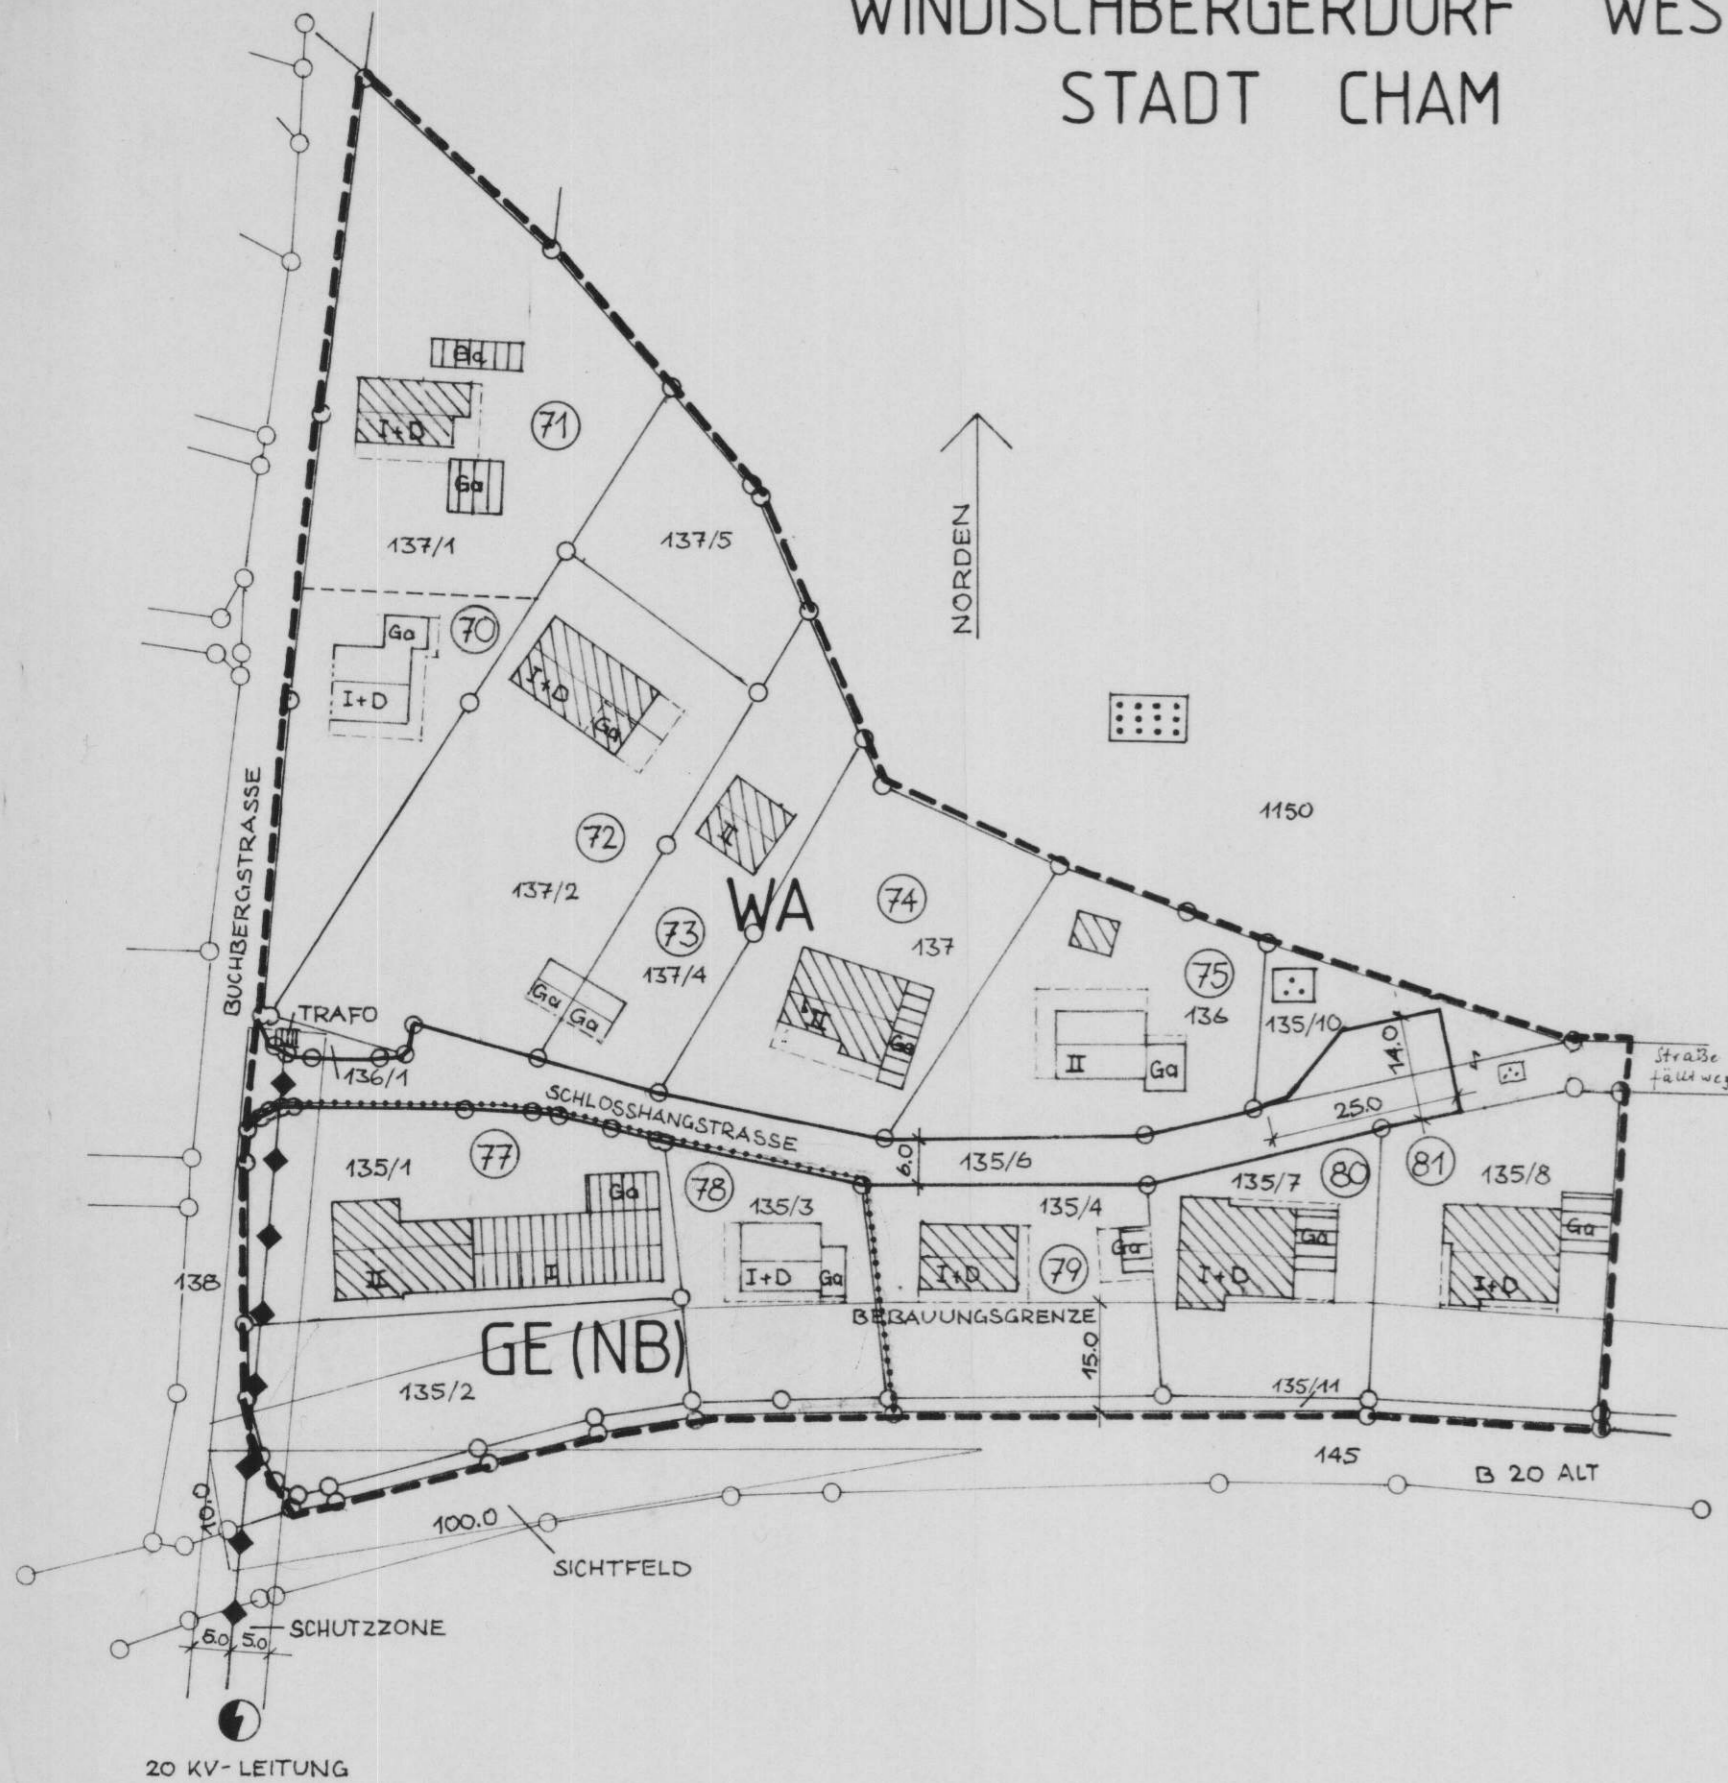 WINDISCHBERGERDORF WES
STADT CHAM
Ga
I+D
71
Ga
137/1
137/5
NORDEN
70
Ga
I+D
I+D
Ga
1150
BUCHBERGSTRASSE
72
II
137/2
WA
74
73
137
137/4
75
136
135/10
Ga
Ga
II
Ga
II
Ga
14.0
TRAFO
136/1
Straße
fällt weg
SCHLOSSHANGSTRASSE
25.0
6.0
135/6
135/1
77
78
135/3
135/4
135/7
80
81
135/8
Ga
138
II
II
I+D
Ga
I+D
79
Ga
I+D
Ga
I+D
Ga
BEBAUUNGSGRENZE
GE (NB)
15.0
135/2
135/11
145
B 20 ALT
10.0
100.0
SICHTFELD
SCHUTZZONE
5.0
5.0
20 KV-LEITUNG